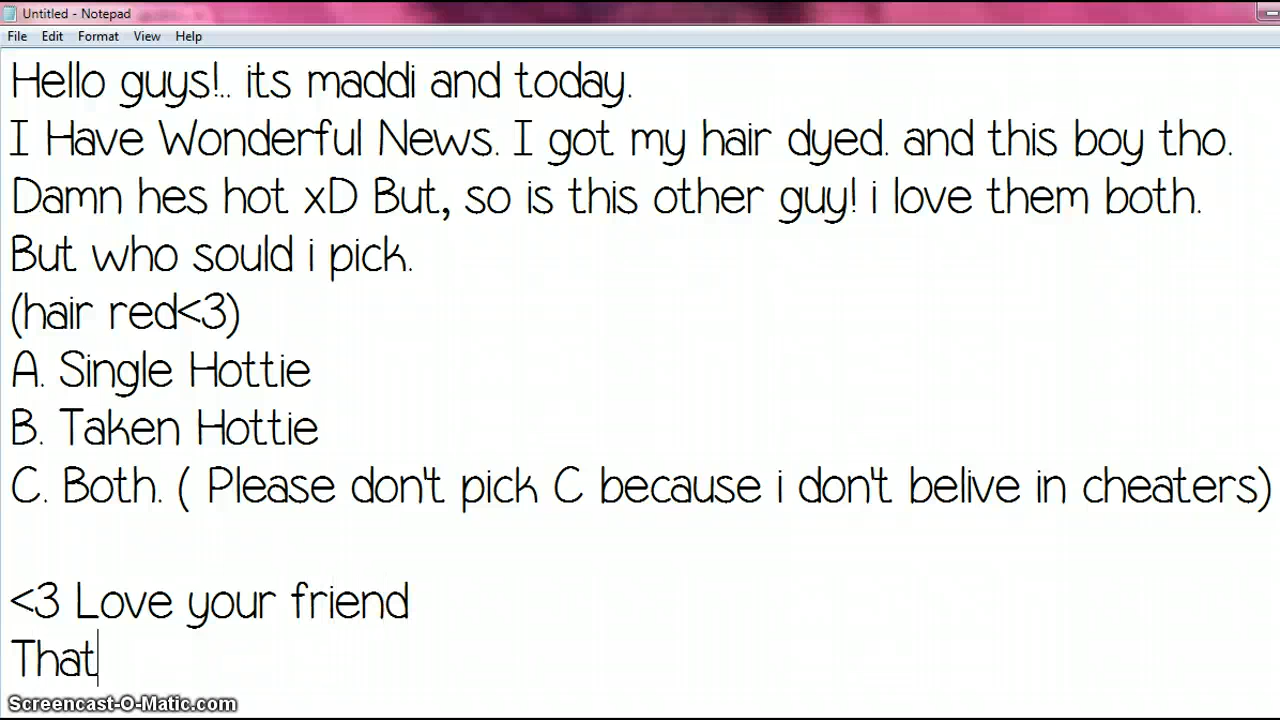 Untitled - Notepad
File Edit Format View Help
Hello guys!.. its maddi and today.
I Have Wonderful News. I got my hair dyed. and this boy tho.
Damn hes hot xD But, so is this other guy! i love them both.
But who sould i pick.
(hair red<3)
A. Single Hottie
B. Taken Hottie
C. Both. ( Please don't pick C because i don't belive in cheaters)
<3 Love your friend
That
Screencast-O-Matic.com